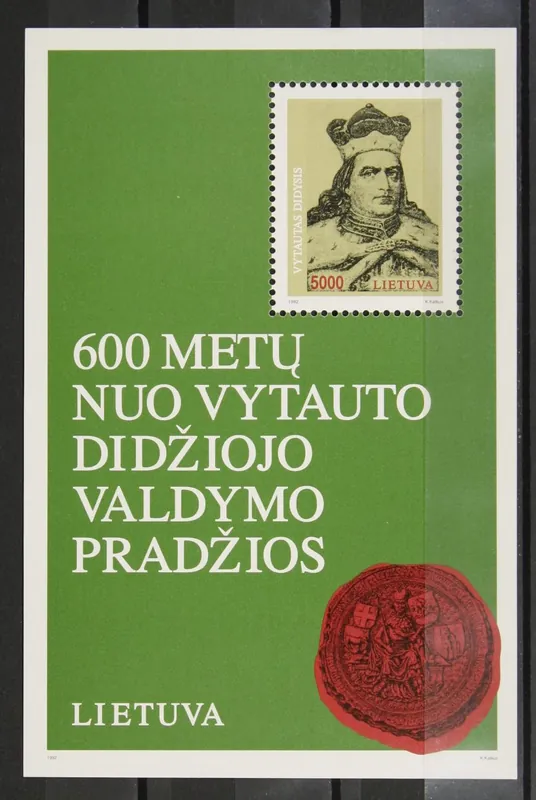 VYTAUTAS DIDYSIS
5000 LIETUVA
600 METŲ
NUO VYTAUTO
DIDŽIOJO
VALDYMO
PRADŽIOS
LIETUVA